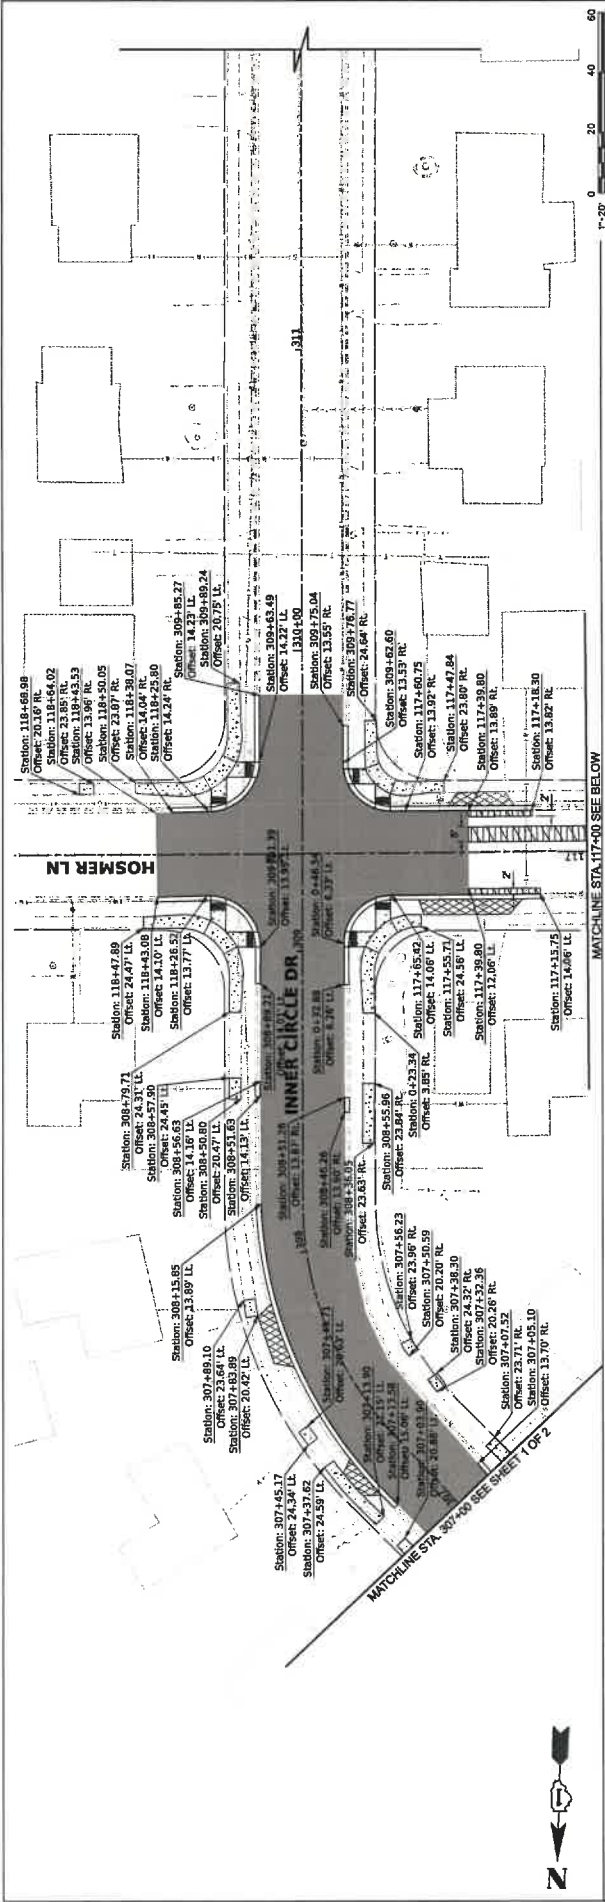 Station: 118+68.98
Offset: 20.16' Rt.
Station: 118+64.02
Offset: 23.85' Rt.
Station: 118+43.53
Offset: 13.96' Rt.
Station: 118+50.05
Offset: 23.87' Rt.
Station: 118+38.07
Offset: 14.04' Rt.
Station: 118+25.80
Offset: 14.24' Rt.
Station: 309+85.27
Offset: 14.23' Lt.
Station: 309+89.24
Offset: 20.75' Lt.
Station: 309+63.49
Offset: 14.22' Lt.
310+00
311
Station: 309+75.04
Offset: 13.55' Rt.
Station: 309+76.77
Offset: 24.64' Rt.
Station: 309+62.60
Offset: 13.53' Rt.
Station: 117+60.75
Offset: 13.92' Rt.
Station: 117+47.84
Offset: 23.80' Rt.
Station: 117+39.80
Offset: 13.89' Rt.
Station: 117+18.30
Offset: 13.82' Rt.
HOSMER LN
INNER CIRCLE DR
309
2'
2'
117
MATCHLINE STA.117+00 SEE BELOW
Station: 118+47.89
Offset: 24.47' Lt.
Station: 118+43.08
Offset: 14.10' Lt.
Station: 118+26.52
Offset: 13.77' Lt.
Station: 308+79.71
Offset: 24.31' Lt.
Station: 308+57.90
Offset: 24.45' Lt.
Station: 308+56.63
Offset: 14.16' Lt.
Station: 308+50.80
Offset: 20.47' Lt.
Station: 308+51.63
Offset: 14.13' Lt.
Station: 308+15.85
Offset: 13.89' Lt.
Station: 307+89.10
Offset: 23.64' Lt.
Station: 307+83.89
Offset: 20.42' Lt.
Station: 307+45.17
Offset: 24.34' Lt.
Station: 307+37.62
Offset: 24.59' Lt.
Station: 117+65.42
Offset: 14.06' Lt.
Station: 117+55.71
Offset: 24.56' Lt.
Station: 117+39.80
Offset: 12.06' Lt.
Station: 117+15.75
Offset: 14.06' Lt.
Station: 0+23.34
Offset: 3.85' Rt.
Station: 308+55.96
Offset: 23.84' Rt.
Station: 308+36.05
Offset: 23.63' Rt.
Station: 307+56.23
Offset: 23.96' Rt.
Station: 307+50.59
Offset: 20.20' Rt.
Station: 307+38.30
Offset: 24.32' Rt.
Station: 307+32.36
Offset: 20.26' Rt.
Station: 307+07.52
Offset: 23.71' Rt.
Station: 307+05.10
Offset: 13.70' Rt.
MATCHLINE STA. 307+00 SEE SHEET 1 OF 2
N
0 20 40 60
1"=20'